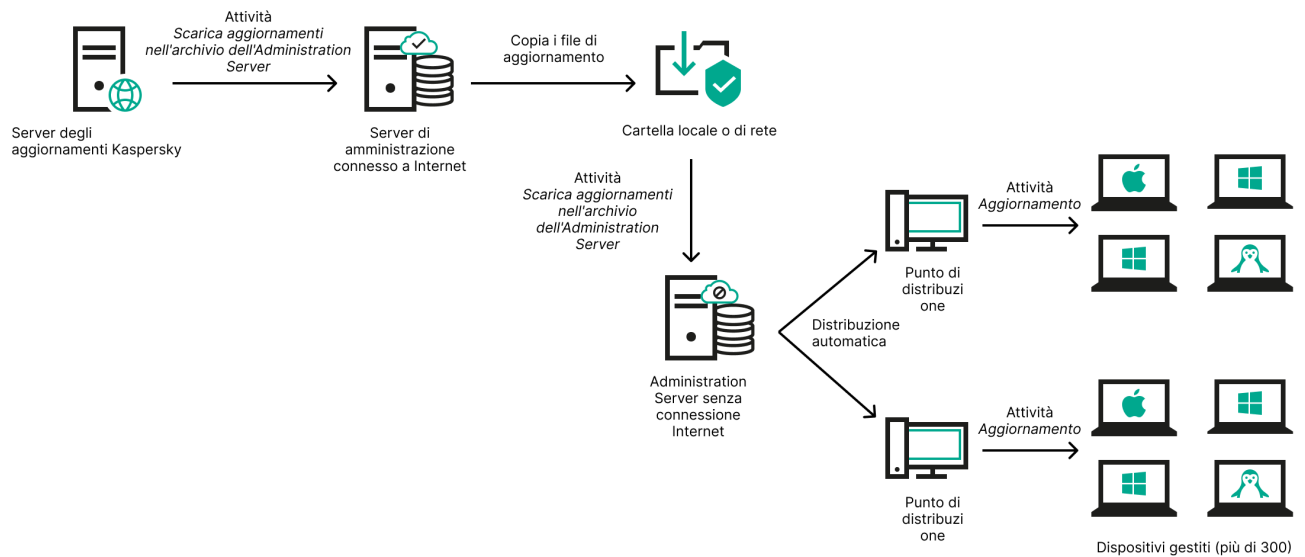 Attività
Scarica aggiornamenti
nell'archivio dell'Administration
Server
Server degli
aggiornamenti Kaspersky
Server di
amministrazione
connesso a Internet
Copia i file di
aggiornamento
Cartella locale o di rete
Attività
Scarica aggiornamenti
nell'archivio
dell'Administration
Server
Administration
Server senza
connessione
Internet
Distribuzione
automatica
Punto di
distribuzi
one
Attività
Aggiornamento
Punto di
distribuzi
one
Attività
Aggiornamento
Dispositivi gestiti (più di 300)